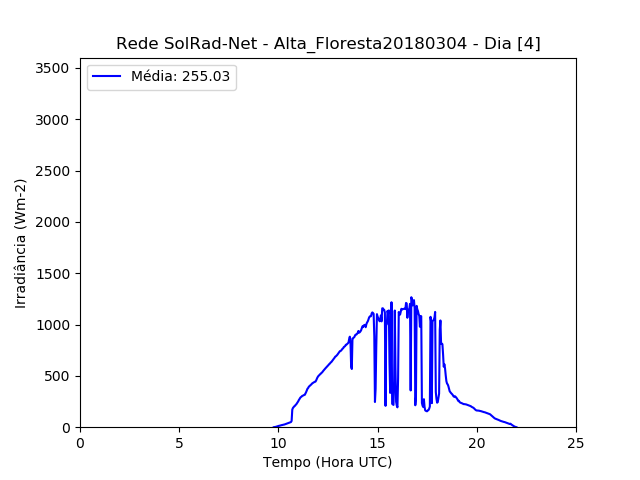 Rede SolRad-Net - Alta_Floresta20180304 - Dia [4]
Média: 255.03
3500
3000
2500
2000
1500
1000
500
0
Irradiância (Wm-2)
0 5 10 15 20 25
Tempo (Hora UTC)